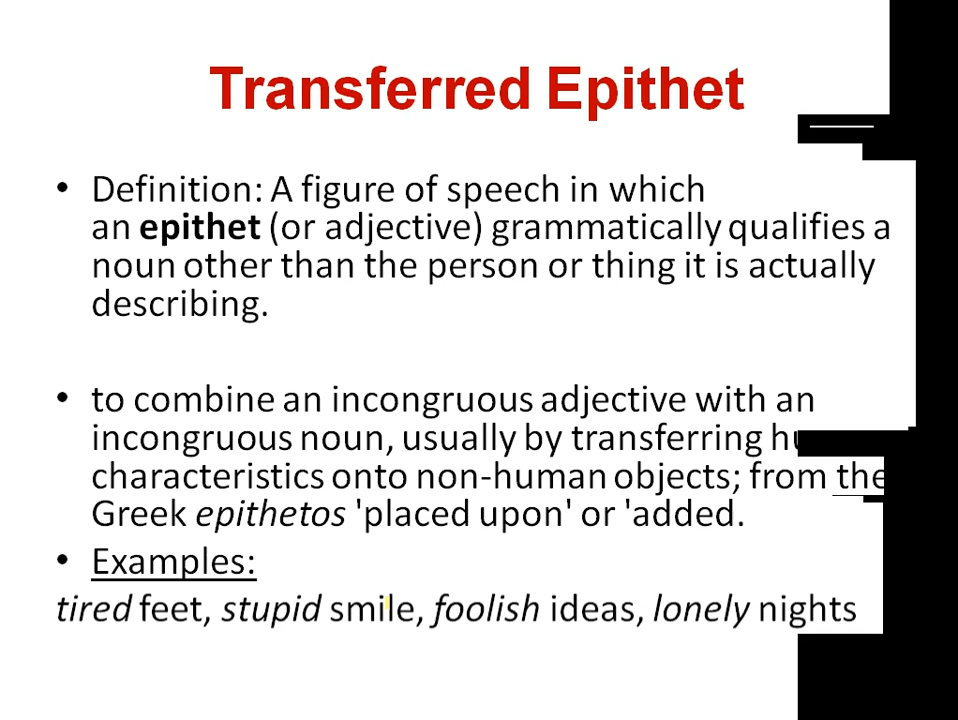 Transferred Epithet
• Definition: A figure of speech in which
an epithet (or adjective) grammatically qualifies a
noun other than the person or thing it is actually
describing.
• to combine an incongruous adjective with an
incongruous noun, usually by transferring
characteristics onto non-human objects; from the
Greek epithetos 'placed upon' or 'added.
• Examples:
tired feet, stupid smile, foolish ideas, lonely nights